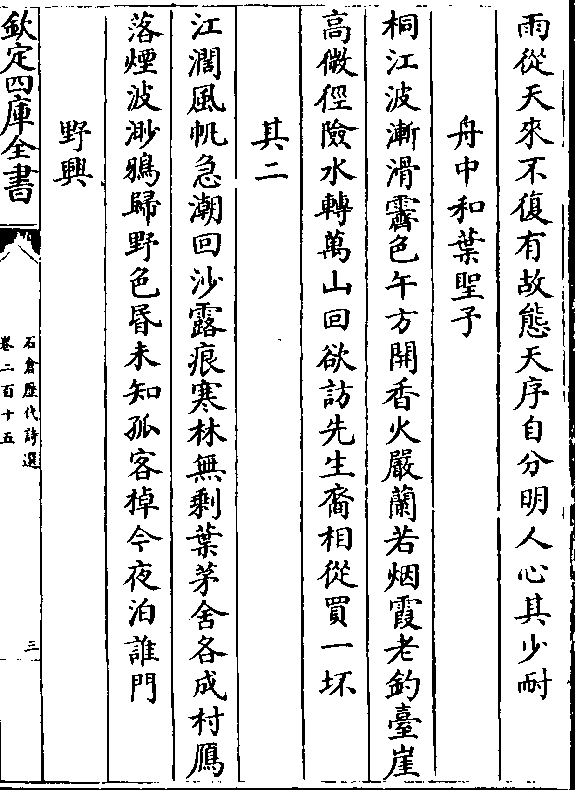 雨從天來不復有故態天序自分明人心其少耐
舟中和葉聖予
桐江波漸滑霽色午方開香火嚴蘭若烟霞老釣臺崖
高微徑險水轉萬山回欲訪先生裔相從買一坏
其二
江濶風帆急潮回沙露痕寒林無剩葉茅舍各成村鴈
落煙波渺鴉歸野色昏未知孤客棹今夜泊誰門
野興
欽定四庫全書
石倉歷代詩選
卷二百十五
三